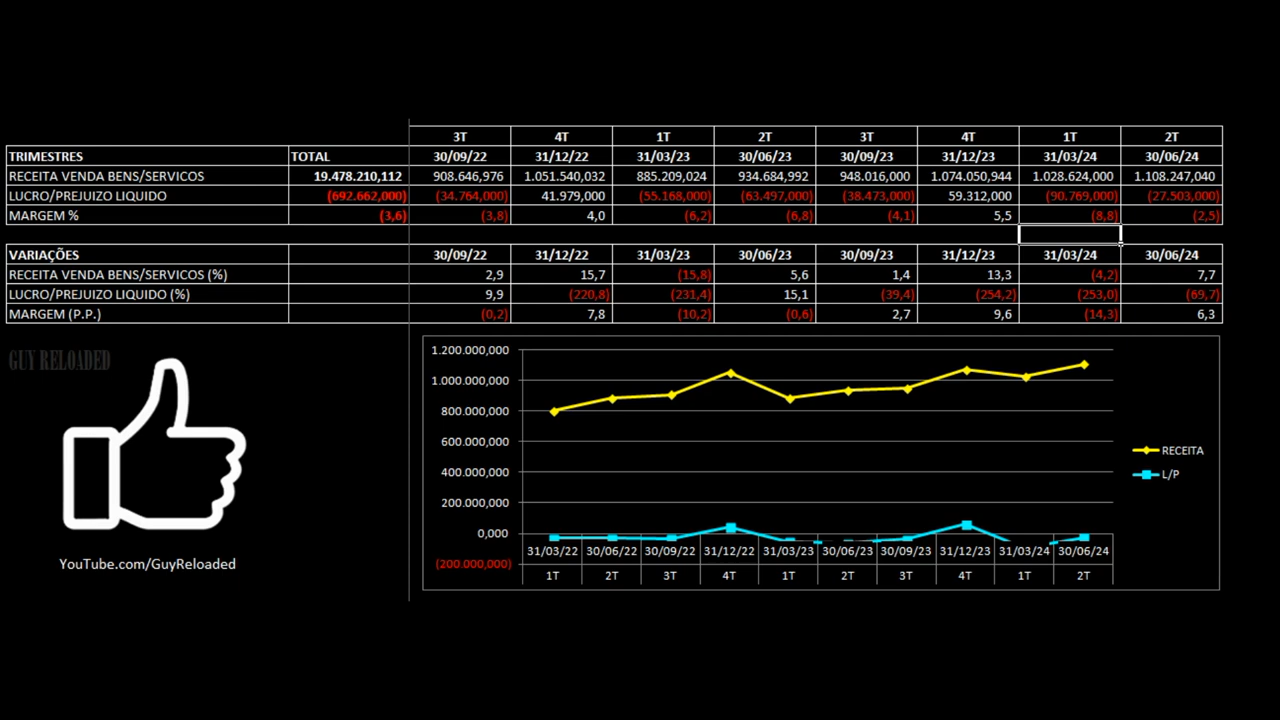 3T 4T 1T 2T 3T 4T 1T 2T
TRIMESTRES TOTAL 30/09/22 31/12/22 31/03/23 30/06/23 30/09/23 31/12/23 31/03/24 30/06/24
RECEITA VENDA BENS/SERVICOS 19.478.210,112 908.646,976 1.051.540,032 885.209,024 934.684,992 948.016,000 1.074.050,944 1.028.624,000 1.108.247,040
LUCRO/PREJUIZO LIQUIDO (692.662,000) (34.764,000) 41.979,000 (55.168,000) (63.497,000) (38.473,000) 59.312,000 (90.769,000) (27.503,000)
MARGEM % (3,6) (3,8) 4,0 (6,2) (6,8) (4,1) 5,5 (8,8) (2,5)
VARIAÇÕES 30/09/22 31/12/22 31/03/23 30/06/23 30/09/23 31/12/23 31/03/24 30/06/24
RECEITA VENDA BENS/SERVICOS (%) 2,9 15,7 (15,8) 5,6 1,4 13,3 (4,2) 7,7
LUCRO/PREJUIZO LIQUIDO (%) 9,9 (220,8) (231,4) 15,1 (39,4) (254,2) (253,0) (69,7)
MARGEM (P.P.) (0,2) 7,8 (10,2) (0,6) 2,7 9,6 (14,3) 6,3
GUY RELOADED
YouTube.com/GuyReloaded
1.200.000,000
1.000.000,000
800.000,000
600.000,000
400.000,000
200.000,000
0,000
(200.000,000)
31/03/22 30/06/22 30/09/22 31/12/22 31/03/23 30/06/23 30/09/23 31/12/23 31/03/24 30/06/24
1T 2T 3T 4T 1T 2T 3T 4T 1T 2T
RECEITA
L/P